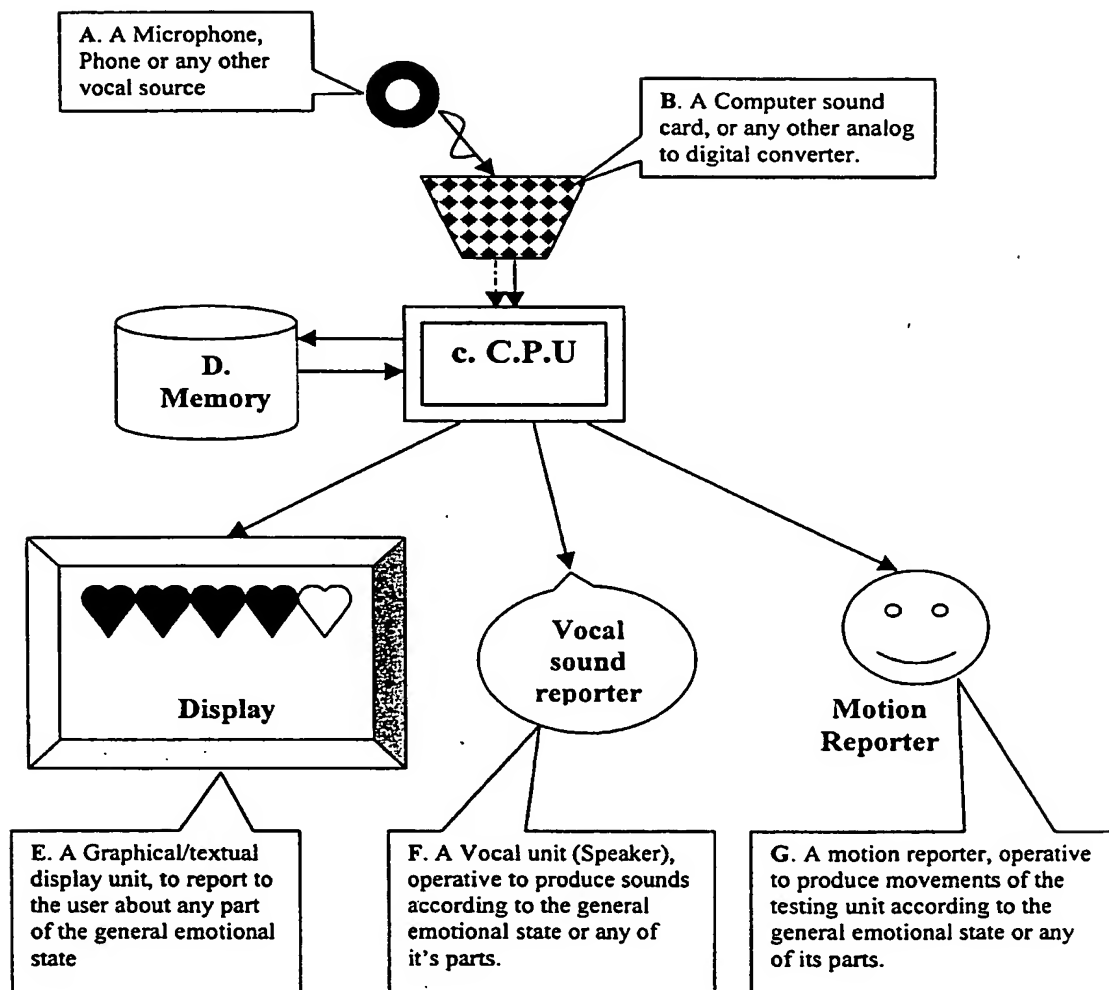 A. A Microphone,
Phone or any other
vocal source
B. A Computer sound
card, or any other analog
to digital converter.
c. C.P.U
D.
Memory
Display
Vocal
sound
reporter
Motion
Reporter
E. A Graphical/textual
display unit, to report to
the user about any part
of the general emotional
state
F. A Vocal unit (Speaker),
operative to produce sounds
according to the general
emotional state or any of
it's parts.
G. A motion reporter, operative
to produce movements of the
testing unit according to the
general emotional state or any
of its parts.